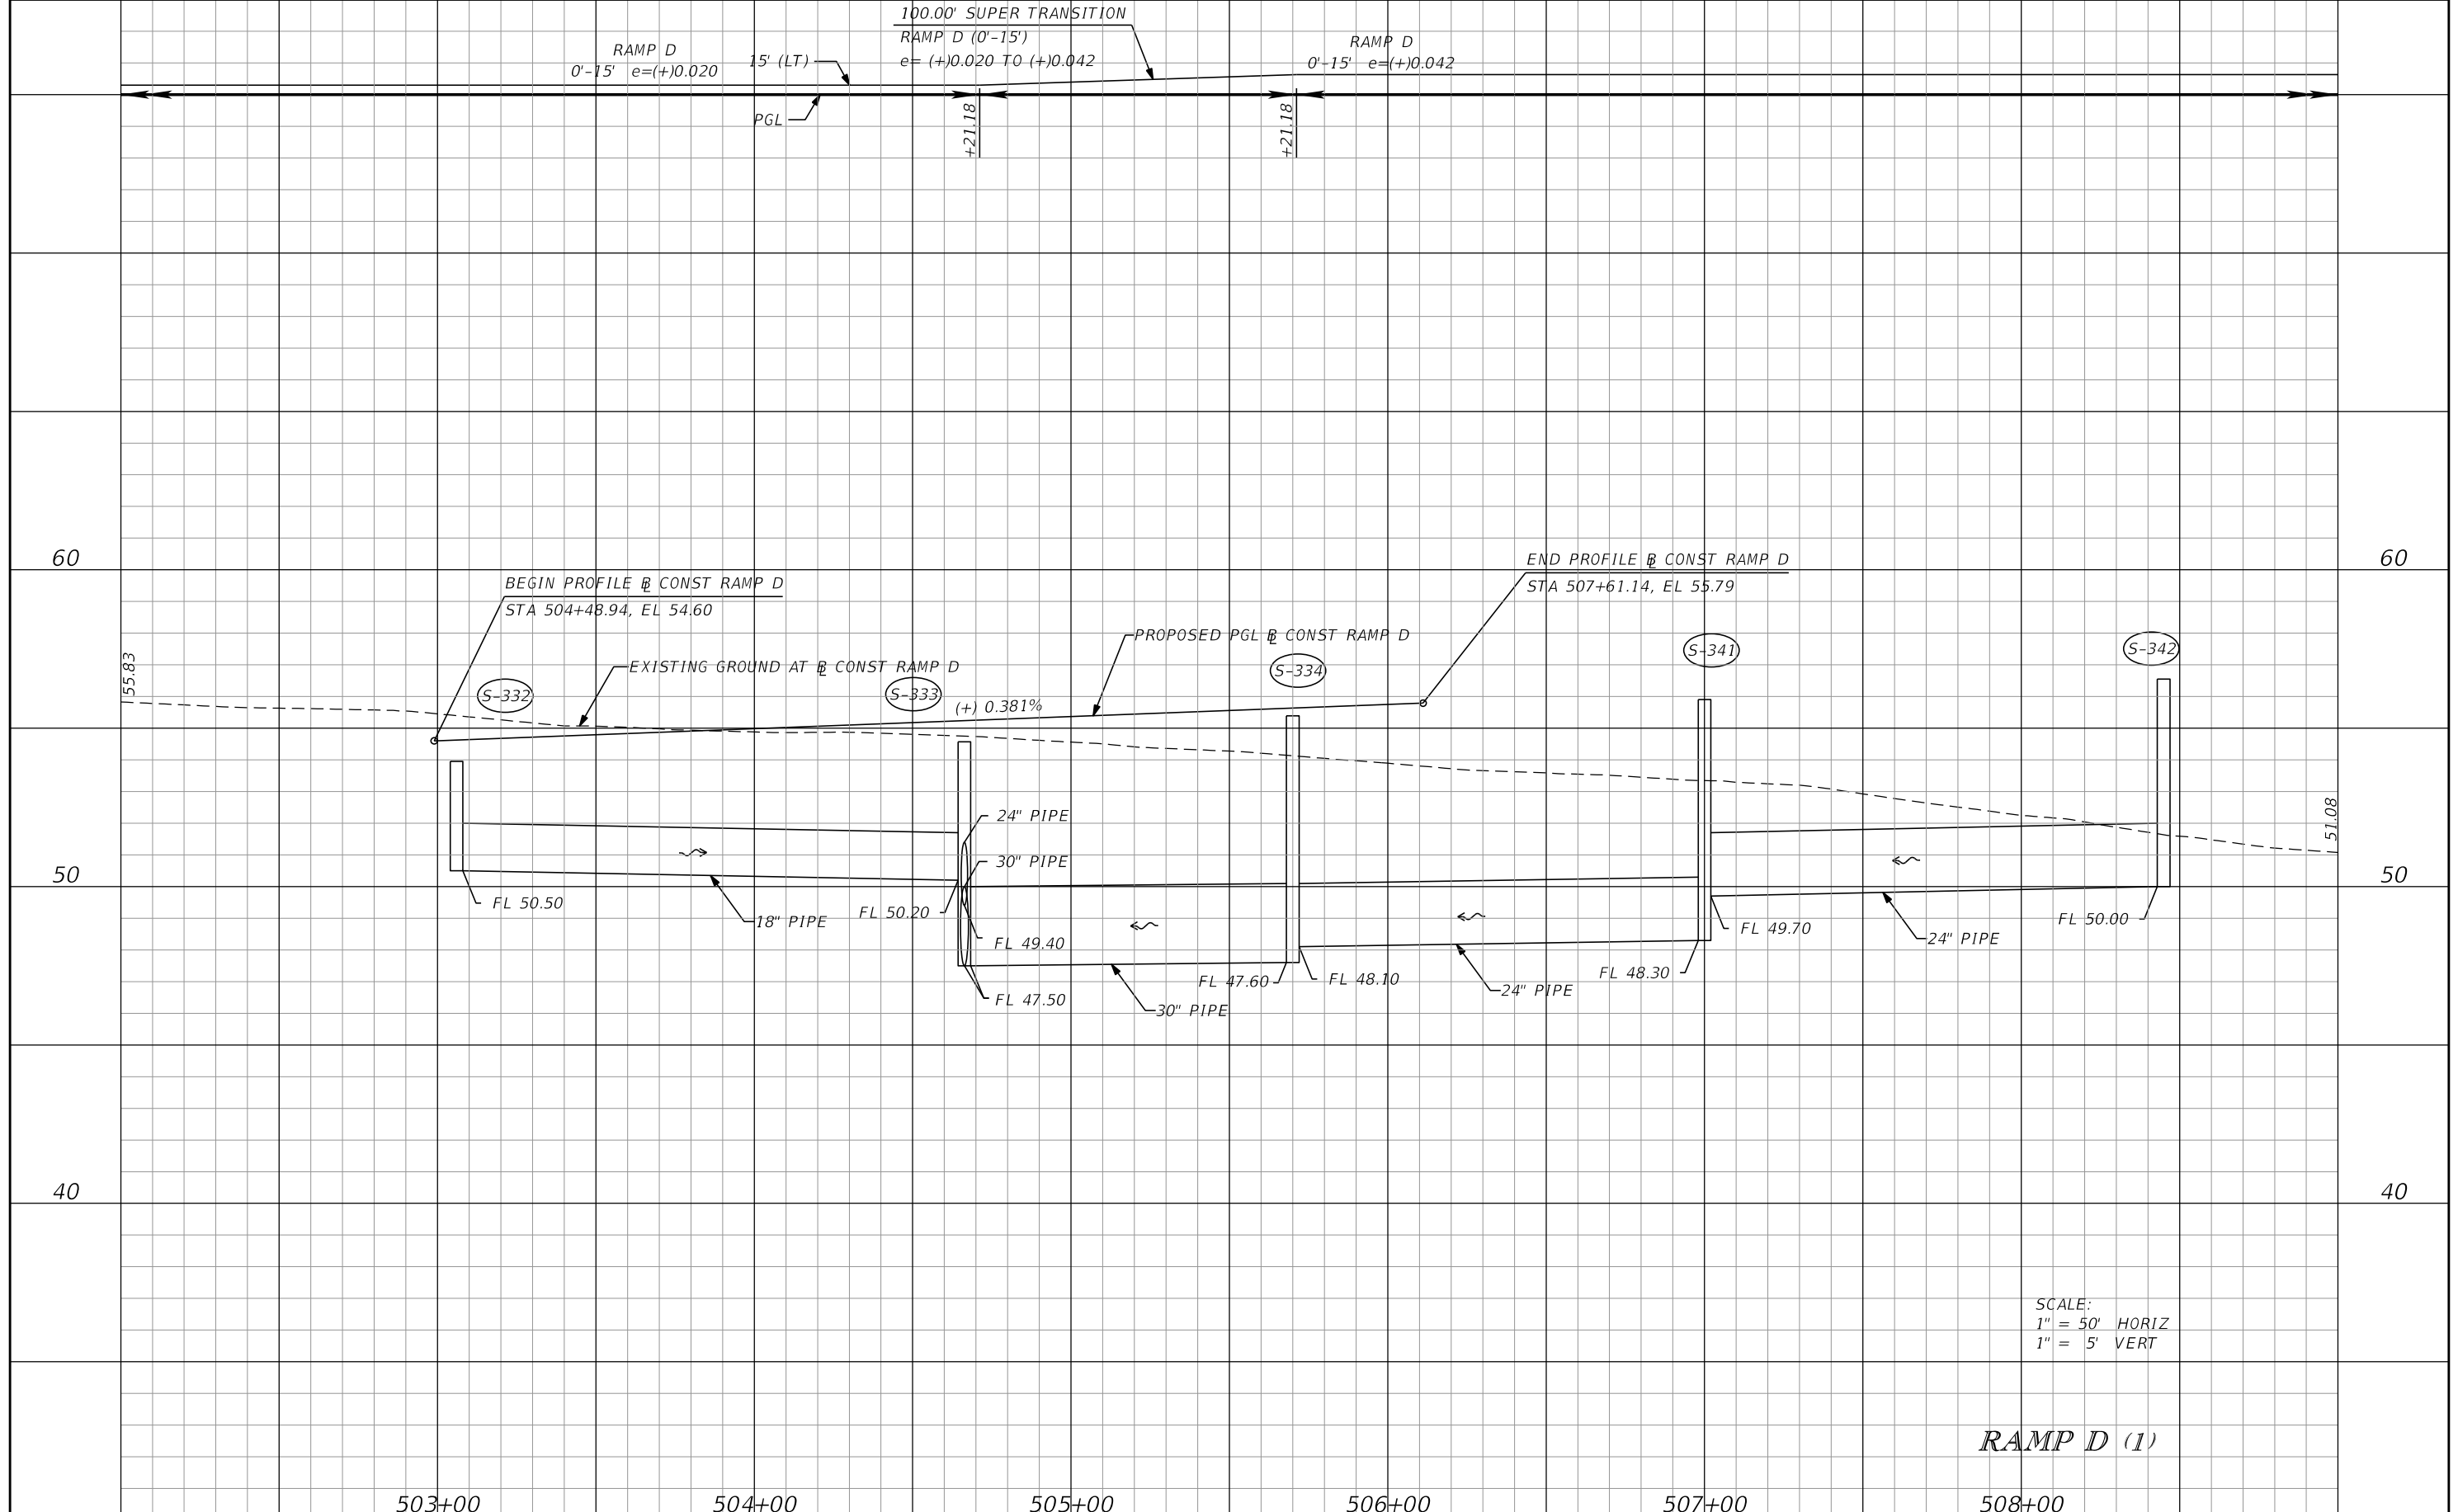 100.00' SUPER TRANSITION
RAMP D (0'-15')
e= (+)0.020 TO (+)0.042
RAMP D
0'-15' e=(+)0.020
15' (LT)
RAMP D
0'-15' e=(+)0.042
PGL
+21.18
+21.18
60
60
BEGIN PROFILE ℄ CONST RAMP D
STA 504+48.94, EL 54.60
END PROFILE ℄ CONST RAMP D
STA 507+61.14, EL 55.79
PROPOSED PGL ℄ CONST RAMP D
EXISTING GROUND AT ℄ CONST RAMP D
55.83
S-332
S-333
S-334
S-341
S-342
(+) 0.381%
24" PIPE
30" PIPE
51.08
50
50
FL 50.50
18" PIPE
FL 50.20
FL 49.40
FL 47.50
30" PIPE
FL 47.60
FL 48.10
24" PIPE
FL 48.30
FL 49.70
24" PIPE
FL 50.00
40
40
SCALE:
1" = 50' HORIZ
1" = 5' VERT
RAMP D (1)
503+00
504+00
505+00
506+00
507+00
508+00